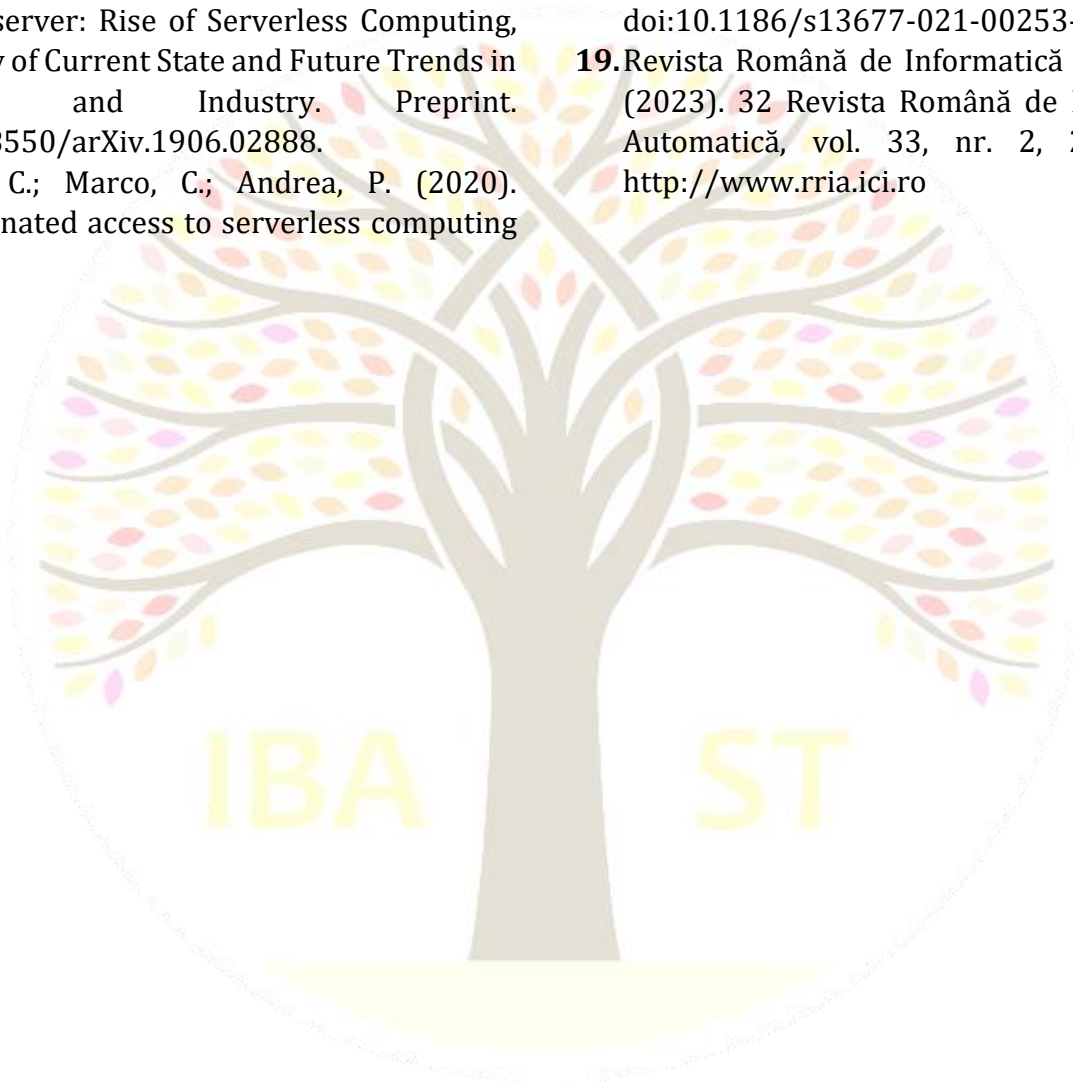 server: Rise of Serverless Computing,
of Current State and Future Trends in
and Industry. Preprint.
8550/arXiv.1906.02888.
C.; Marco, C.; Andrea, P. (2020).
nated access to serverless computing
doi:10.1186/s13677-021-00253-
19. Revista Română de Informatică
(2023). 32 Revista Română de
Automatică, vol. 33, nr. 2,
http://www.rria.ici.ro
IBA ST